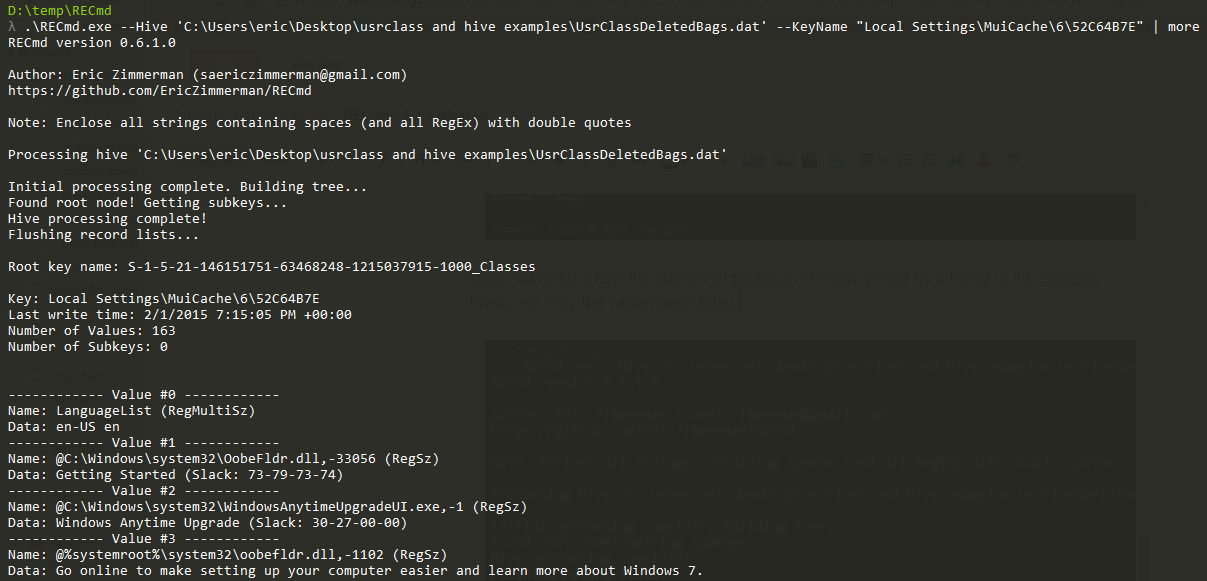 D:\temp\RECmd
λ .\RECmd.exe --Hive 'C:\Users\eric\Desktop\usrclass and hive examples\UsrClassDeletedBags.dat' --KeyName "Local Settings\MuiCache\6\52C64B7E" | more
RECmd version 0.6.1.0
Author: Eric Zimmerman (saericzimmerman@gmail.com)
https://github.com/EricZimmerman/RECmd
Note: Enclose all strings containing spaces (and all RegEx) with double quotes
Processing hive 'C:\Users\eric\Desktop\usrclass and hive examples\UsrClassDeletedBags.dat'
Initial processing complete. Building tree...
Found root node! Getting subkeys...
Hive processing complete!
Flushing record lists...
Root key name: S-1-5-21-146151751-63468248-1215037915-1000_Classes
Key: Local Settings\MuiCache\6\52C64B7E
Last write time: 2/1/2015 7:15:05 PM +00:00
Number of Values: 163
Number of Subkeys: 0
------------ Value #0 ------------
Name: LanguageList (RegMultiSz)
Data: en-US en
------------ Value #1 ------------
Name: @C:\Windows\system32\OobeFldr.dll,-33056 (RegSz)
Data: Getting Started (Slack: 73-79-73-74)
------------ Value #2 ------------
Name: @C:\Windows\system32\WindowsAnytimeUpgradeUI.exe,-1 (RegSz)
Data: Windows Anytime Upgrade (Slack: 30-27-00-00)
------------ Value #3 ------------
Name: @%systemroot%\system32\oobefldr.dll,-1102 (RegSz)
Data: Go online to make setting up your computer easier and learn more about Windows 7.